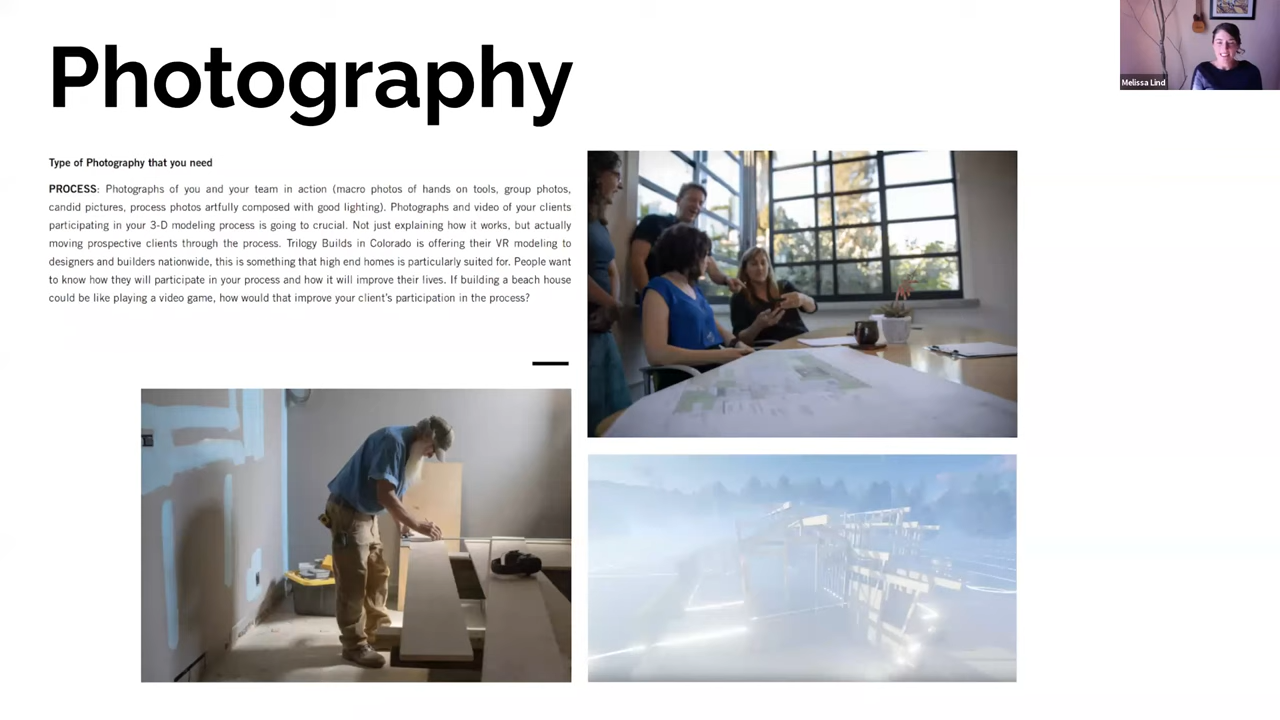 Photography
Melissa Lind
Type of Photography that you need
PROCESS: Photographs of you and your team in action (macro photos of hands on tools, group photos,
candid pictures, process photos artfully composed with good lighting). Photographs and video of your clients
participating in your 3-D modeling process is going to crucial. Not just explaining how it works, but actually
moving prospective clients through the process. Trilogy Builds in Colorado is offering their VR modeling to
designers and builders nationwide, this is something that high end homes is particularly suited for. People want
to know how they will participate in your process and how it will improve their lives. If building a beach house
could be like playing a video game, how would that improve your client's participation in the process?